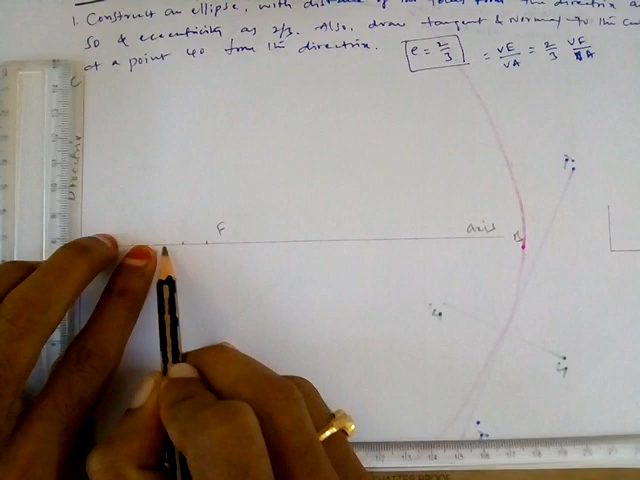 1. Construct an ellipse, with distance of the focus from the directrix as
50 & eccentricity as 2/3. Also, draw tangent & normal to the curve
at a point 40 from the directrix.
e = 2/3 = VF/VA = 2/3 VF/VA
C
Directrix
F
axis